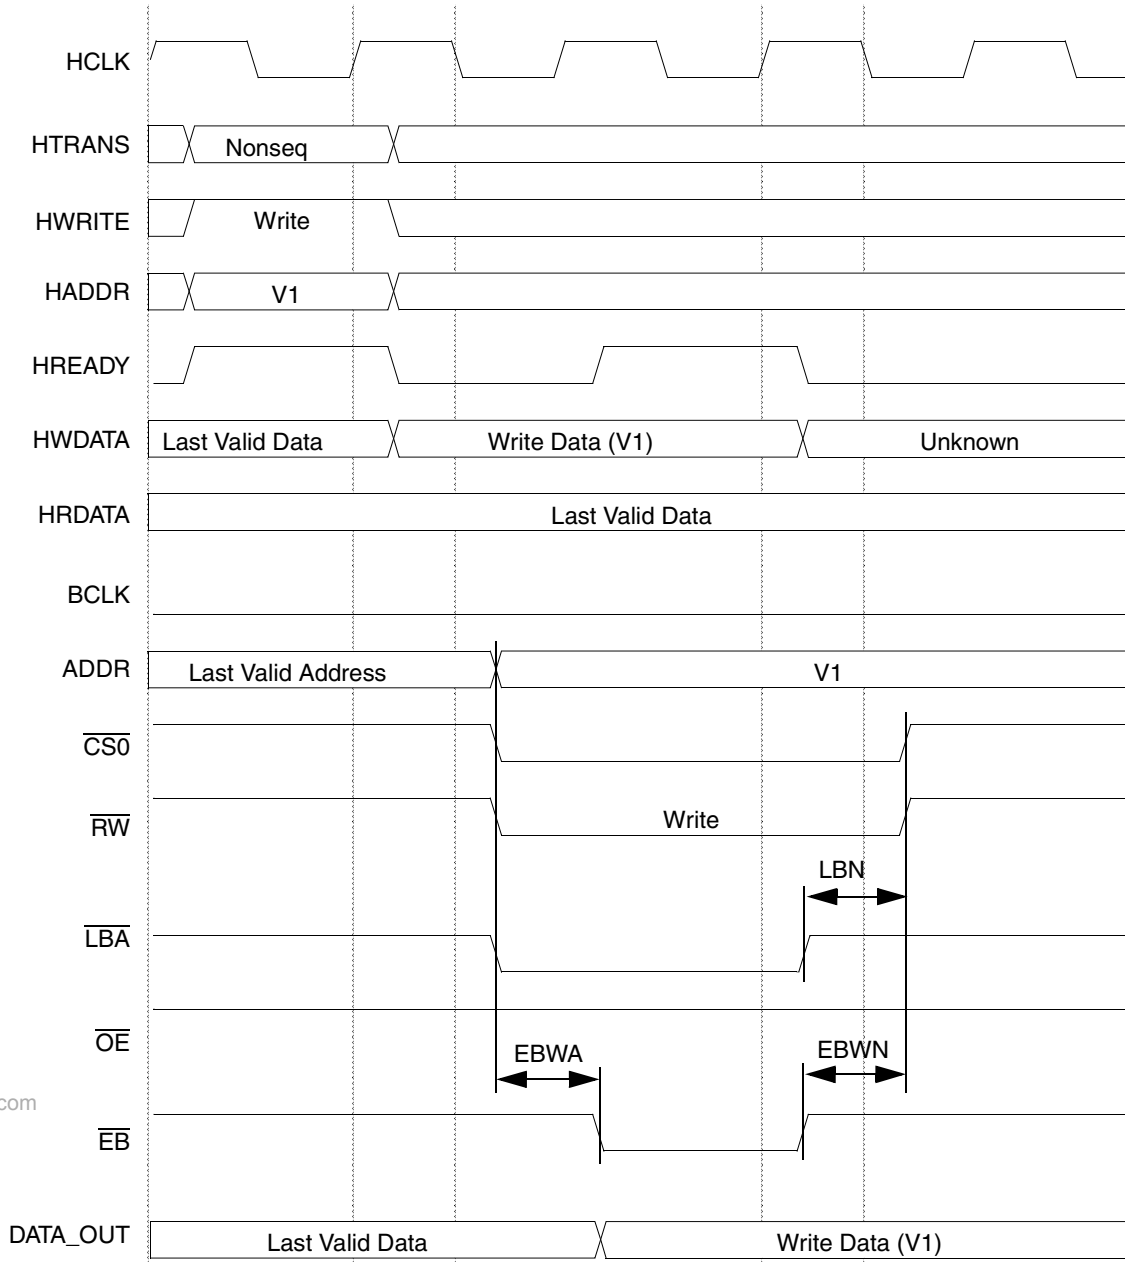 HCLK
HTRANS Nonseq
HWRITE Write
HADDR V1
HREADY
HWDATA Last Valid Data Write Data (V1) Unknown
HRDATA Last Valid Data
BCLK
ADDR Last Valid Address V1
CS0
RW Write
LBN
LBA
OE
EBWA EBWN
com
EB
DATA_OUT Last Valid Data Write Data (V1)